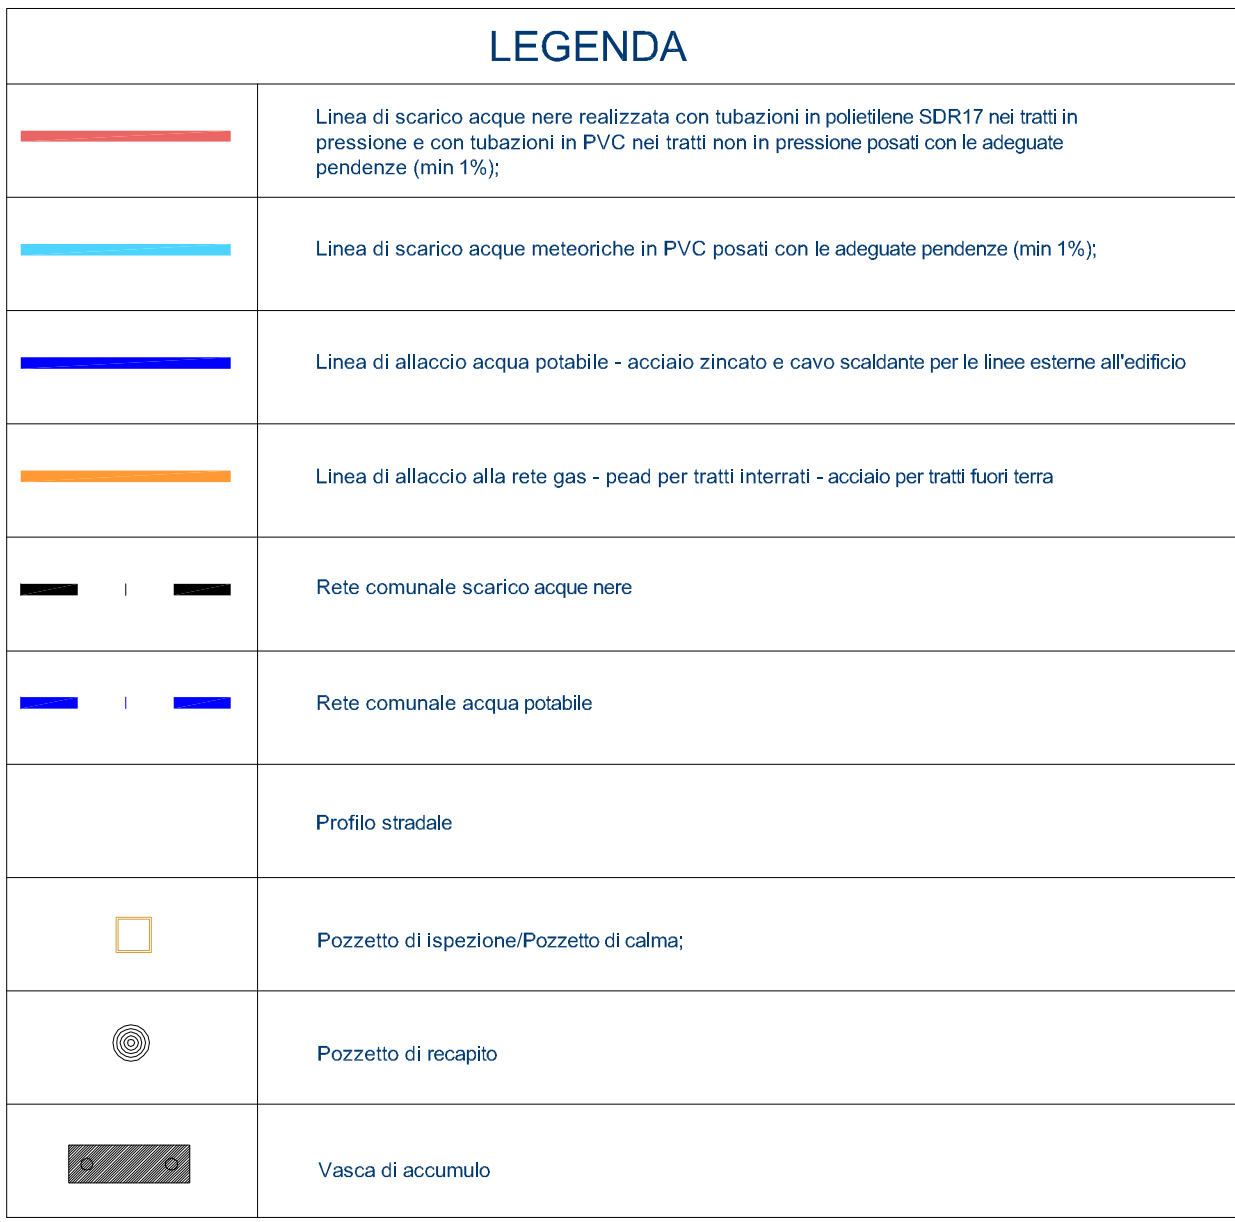 LEGENDA
Linea di scarico acque nere realizzata con tubazioni in polietilene SDR17 nei tratti in
pressione e con tubazioni in PVC nei tratti non in pressione posati con le adeguate
pendenze (min 1%);
Linea di scarico acque meteoriche in PVC posati con le adeguate pendenze (min 1%);
Linea di allaccio acqua potabile - acciaio zincato e cavo scaldante per le linee esterne all'edificio
Linea di allaccio alla rete gas - pead per tratti interrati - acciaio per tratti fuori terra
Rete comunale scarico acque nere
Rete comunale acqua potabile
Profilo stradale
Pozzetto di ispezione/Pozzetto di calma;
Pozzetto di recapito
Vasca di accumulo